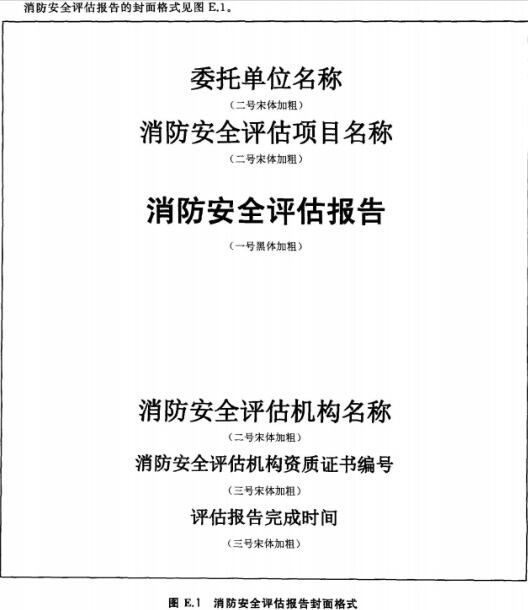 消防安全评估报告的封面格式见图 E.1。
委托单位名称
（二号宋体加粗）
消防安全评估项目名称
（二号宋体加粗）
消防安全评估报告
（一号黑体加粗）
消防安全评估机构名称
（二号宋体加粗）
消防安全评估机构资质证书编号
（三号宋体加粗）
评估报告完成时间
（三号宋体加粗）
图 E.1 消防安全评估报告封面格式